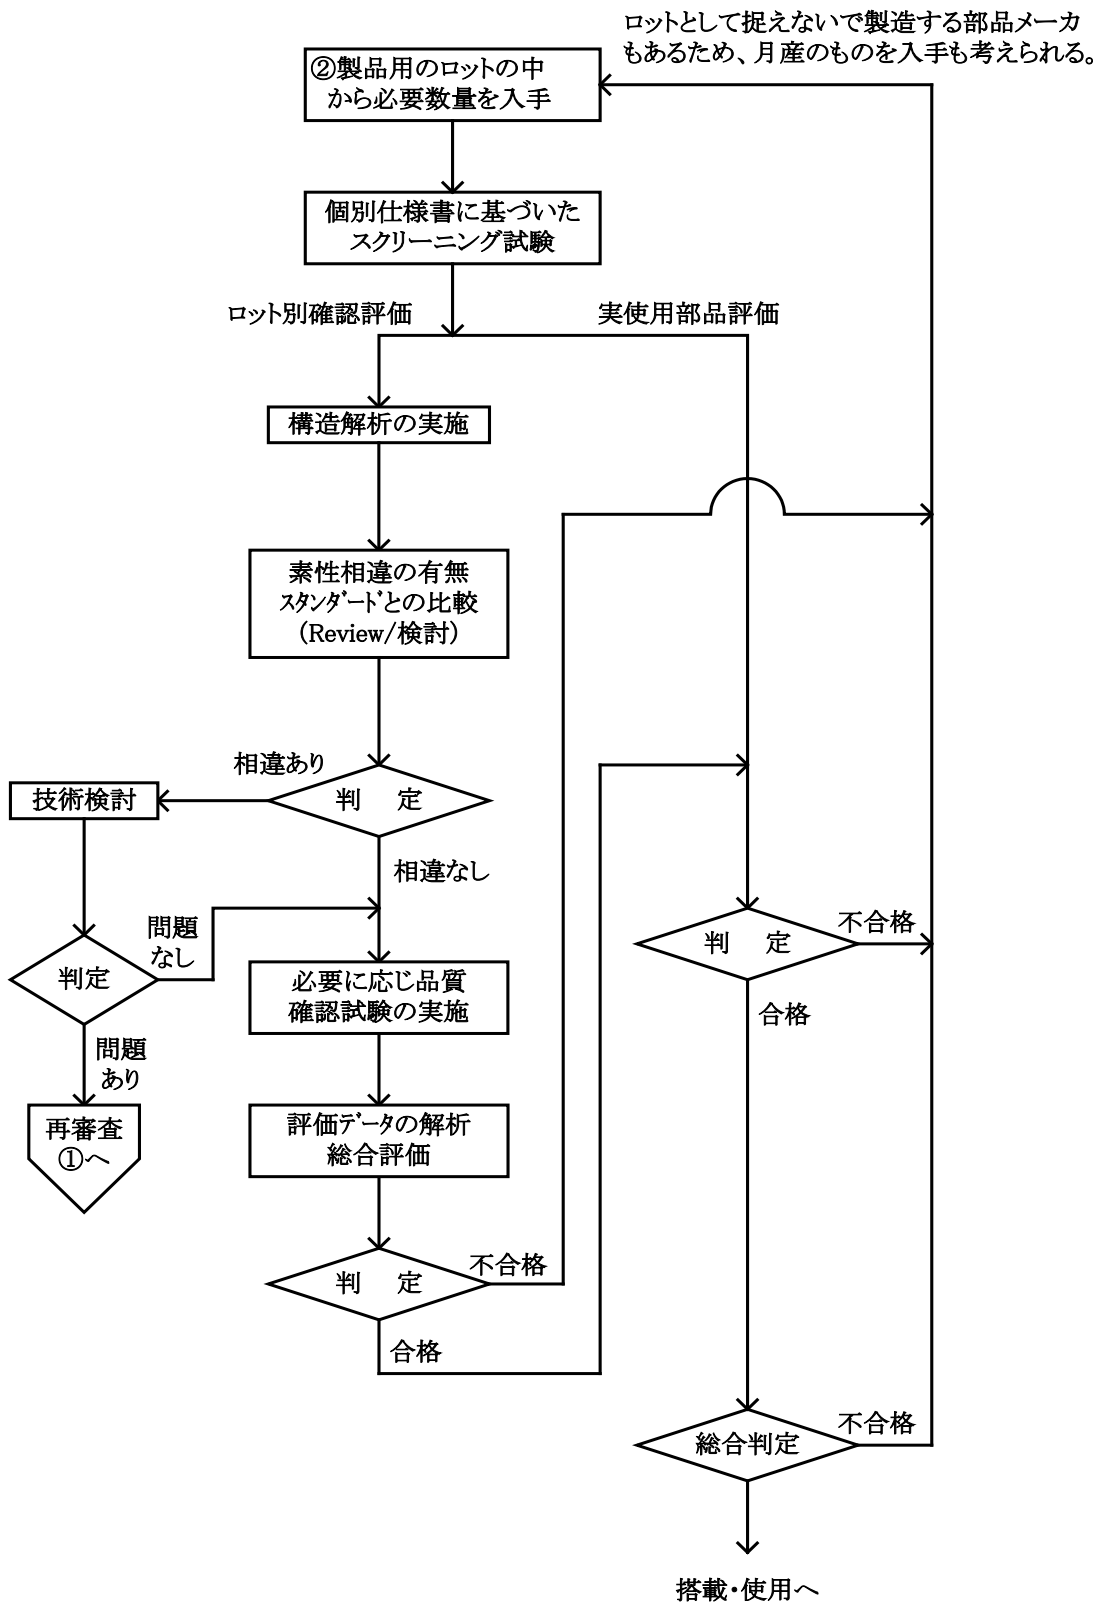 ロットとして捉えないで製造する部品メーカ
もあるため、月産のものを入手も考えられる。
②製品用のロットの中
から必要数量を入手
個別仕様書に基づいた
スクリーニング試験
ロット別確認評価
実使用部品評価
構造解析の実施
素性相違の有無
ｽﾀﾝﾀﾞｰﾄﾞとの比較
（Review/検討）
相違あり
技術検討
判　定
相違なし
問題
なし
判定
不合格
判　定
必要に応じ品質
確認試験の実施
合格
問題
あり
再審査
①へ
評価ﾃﾞｰﾀの解析
総合評価
不合格
判　定
合格
不合格
総合判定
搭載・使用へ